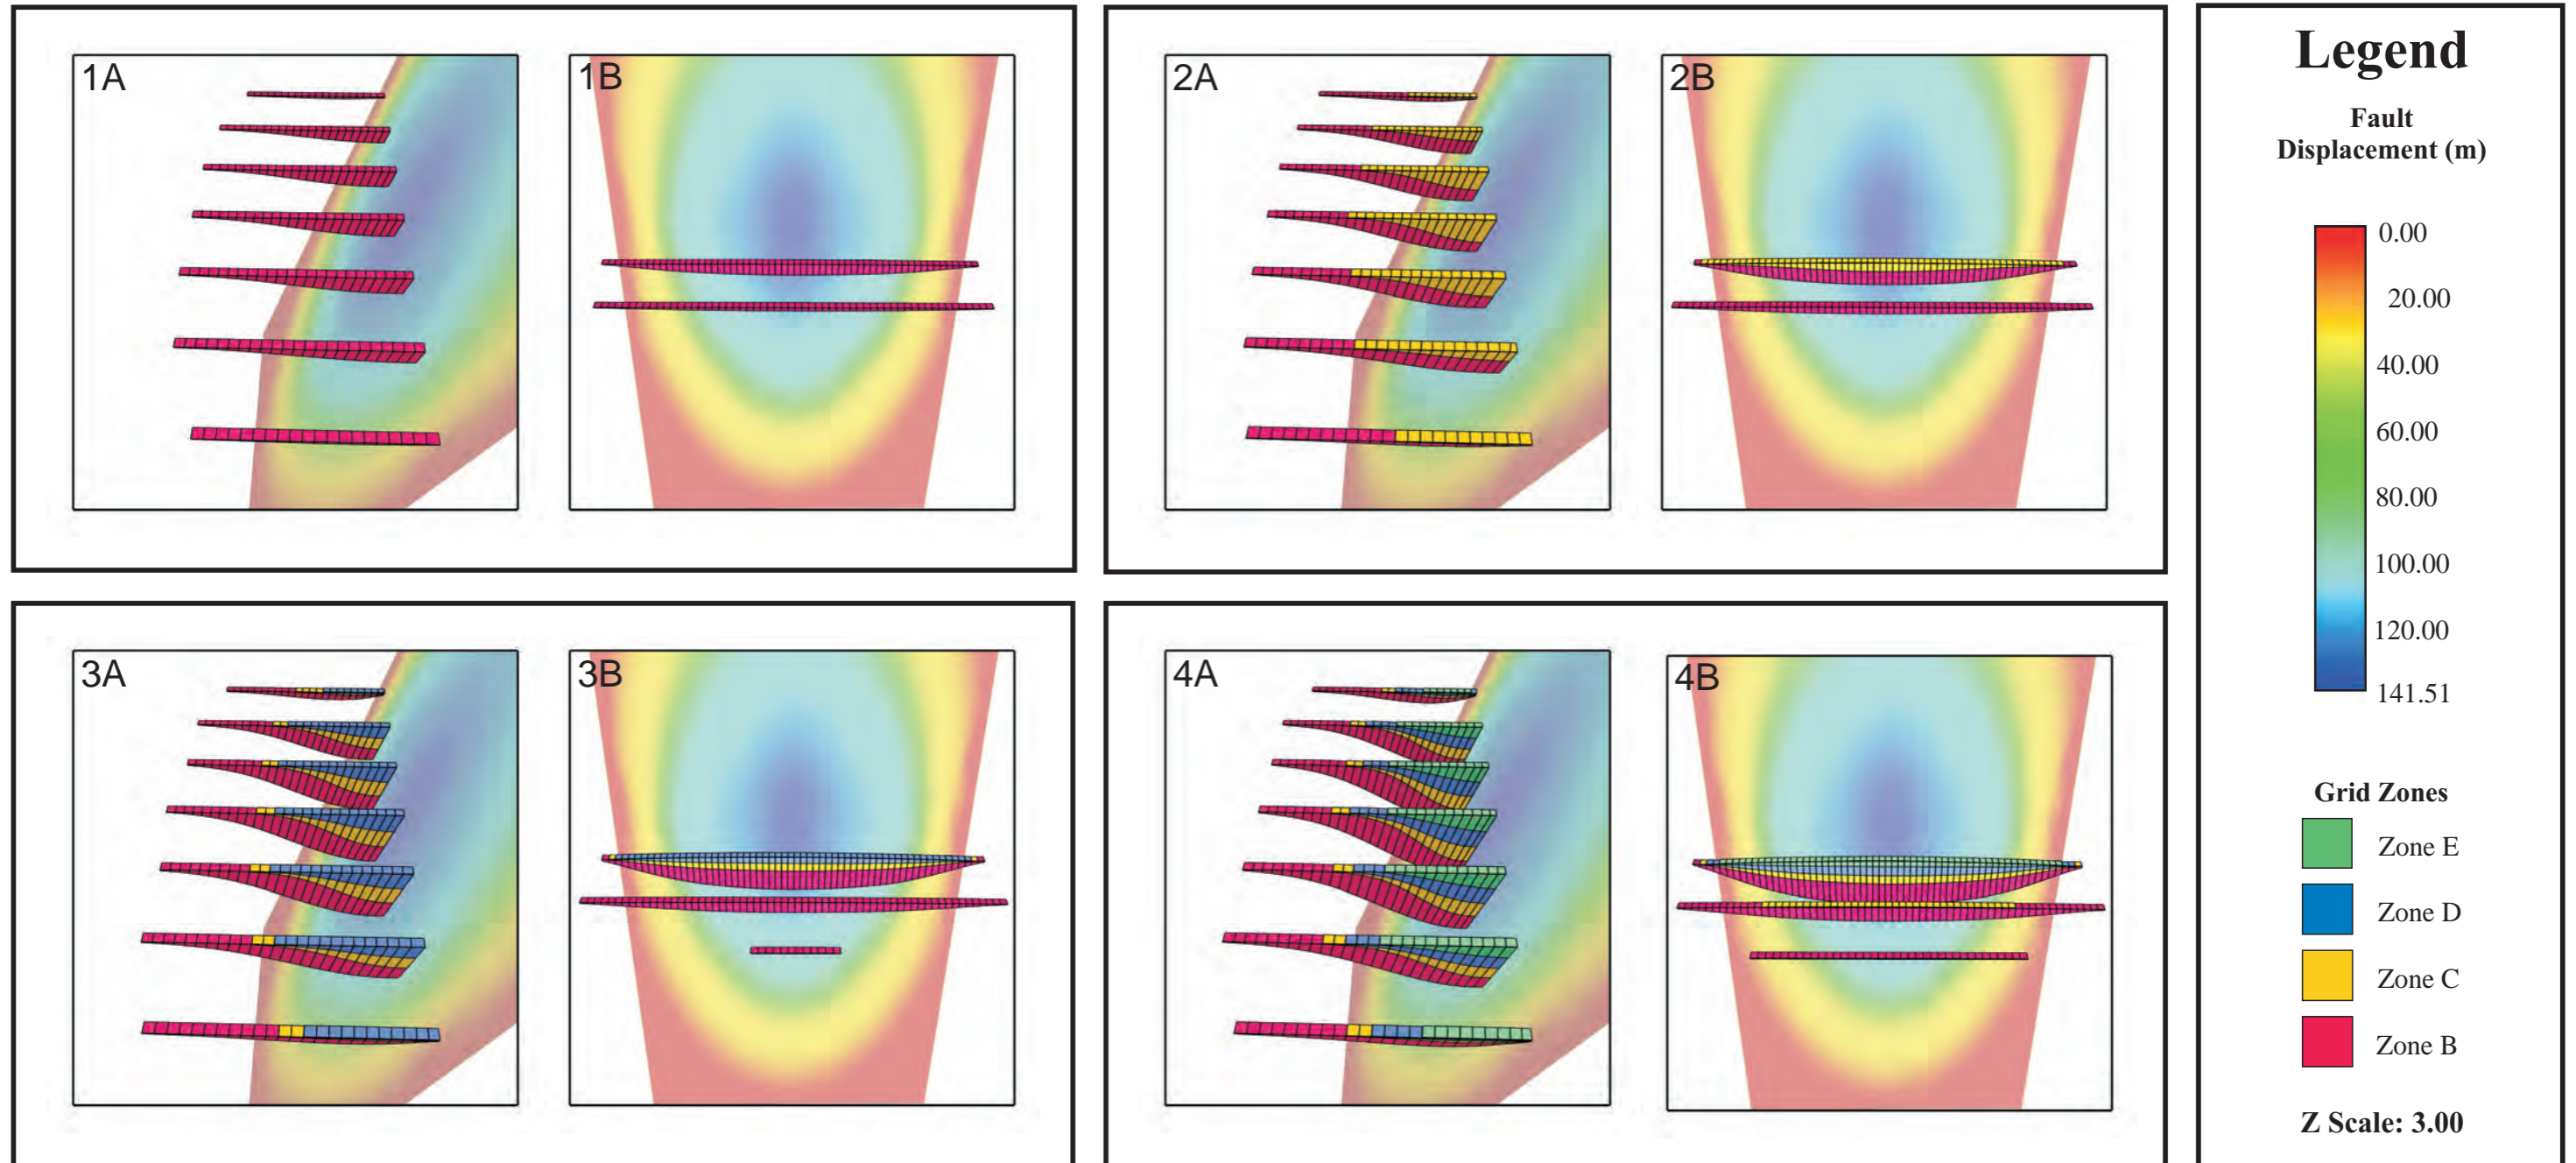 1A
1B
2A
2B
3A
3B
4A
4B
Legend
Fault
Displacement (m)
0.00
20.00
40.00
60.00
80.00
100.00
120.00
141.51
Grid Zones
Zone E
Zone D
Zone C
Zone B
Z Scale: 3.00